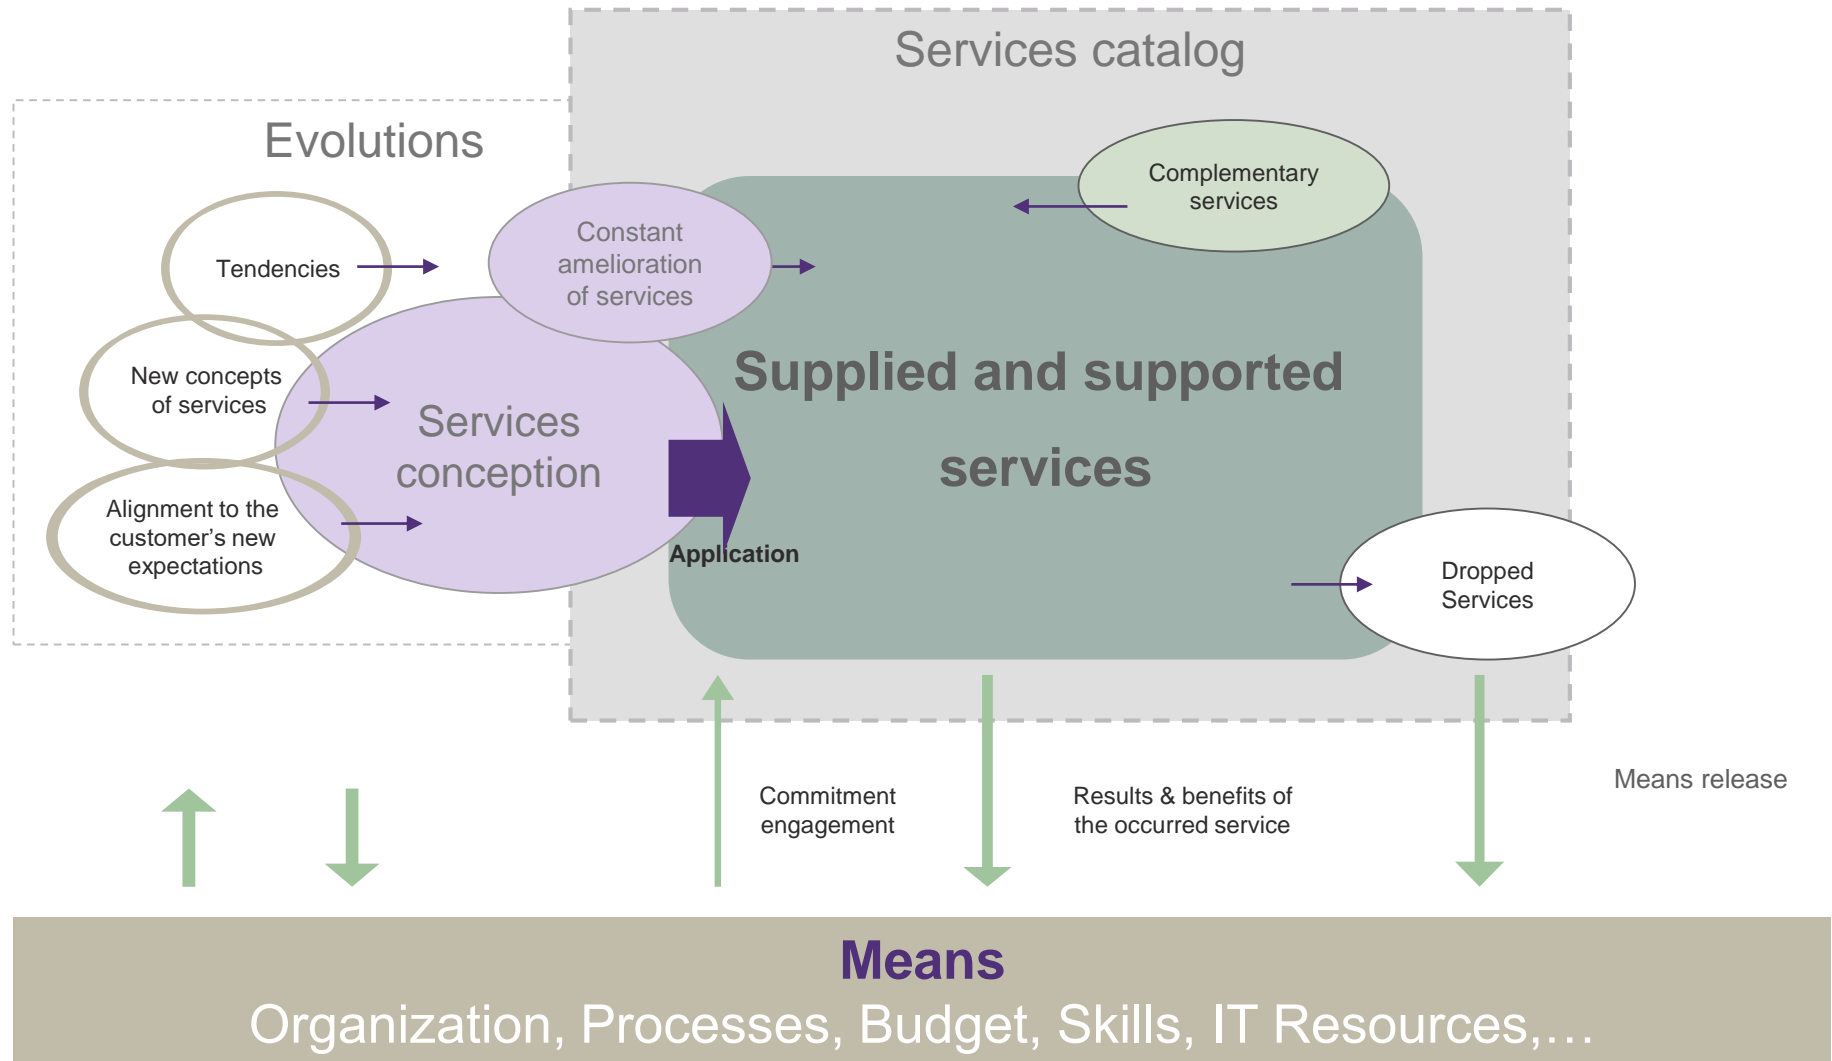 Services catalog
Evolutions
Complementary
services
Constant
amelioration
of services
Tendencies
New concepts
of services
Services
conception
Supplied and supported
services
Alignment to the
customer's new
expectations
Application
Dropped
Services
Commitment
engagement
Results & benefits of
the occurred service
Means release
Means
Organization, Processes, Budget, Skills, IT Resources,…